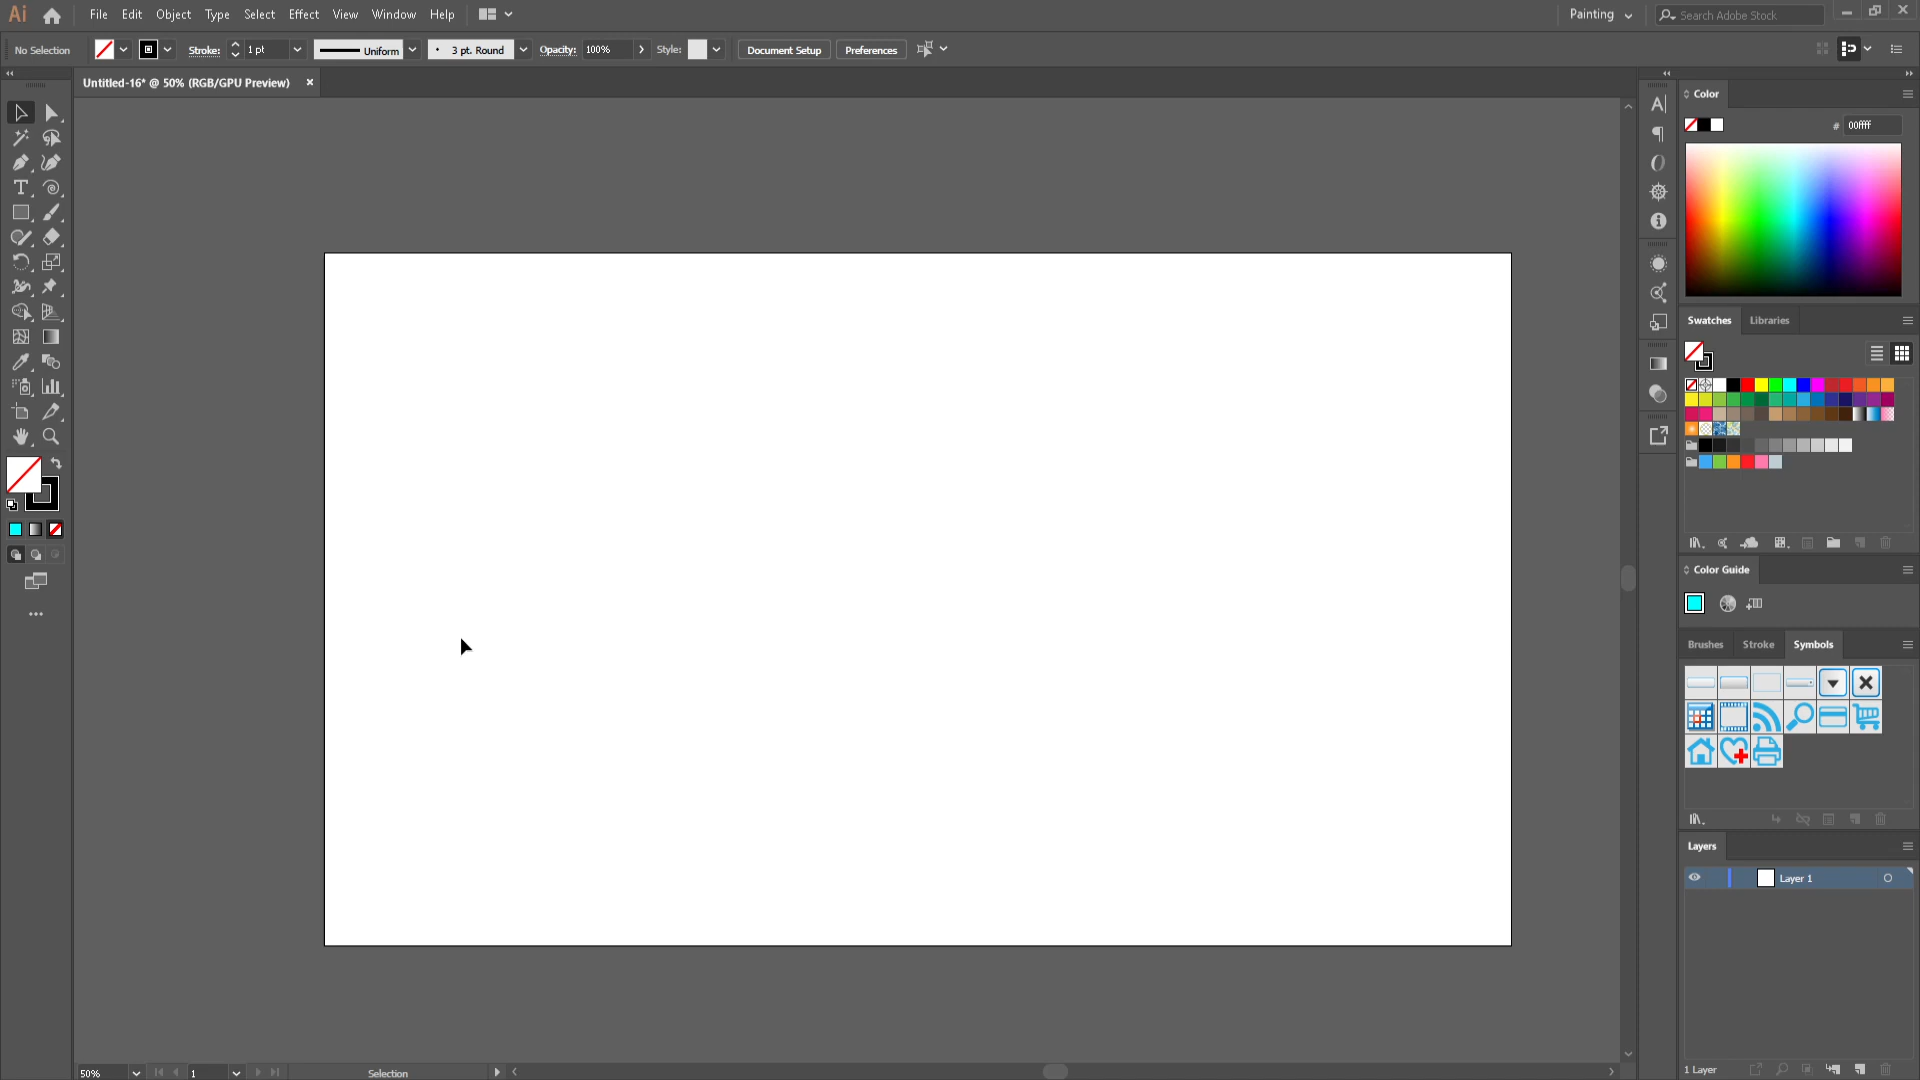 Ai File Edit Object Type Select Effect View Window Help Painting Search Adobe Stock
No Selection Stroke: 1 pt Uniform 3 pt. Round Opacity: 100% Style: Document Setup Preferences
Untitled-16* @ 50% (RGB/GPU Preview) ×
Color
# 00ffff
Swatches Libraries
Color Guide
Brushes Stroke Symbols
Layers
Layer 1
1 Layer
50% 1 Selection